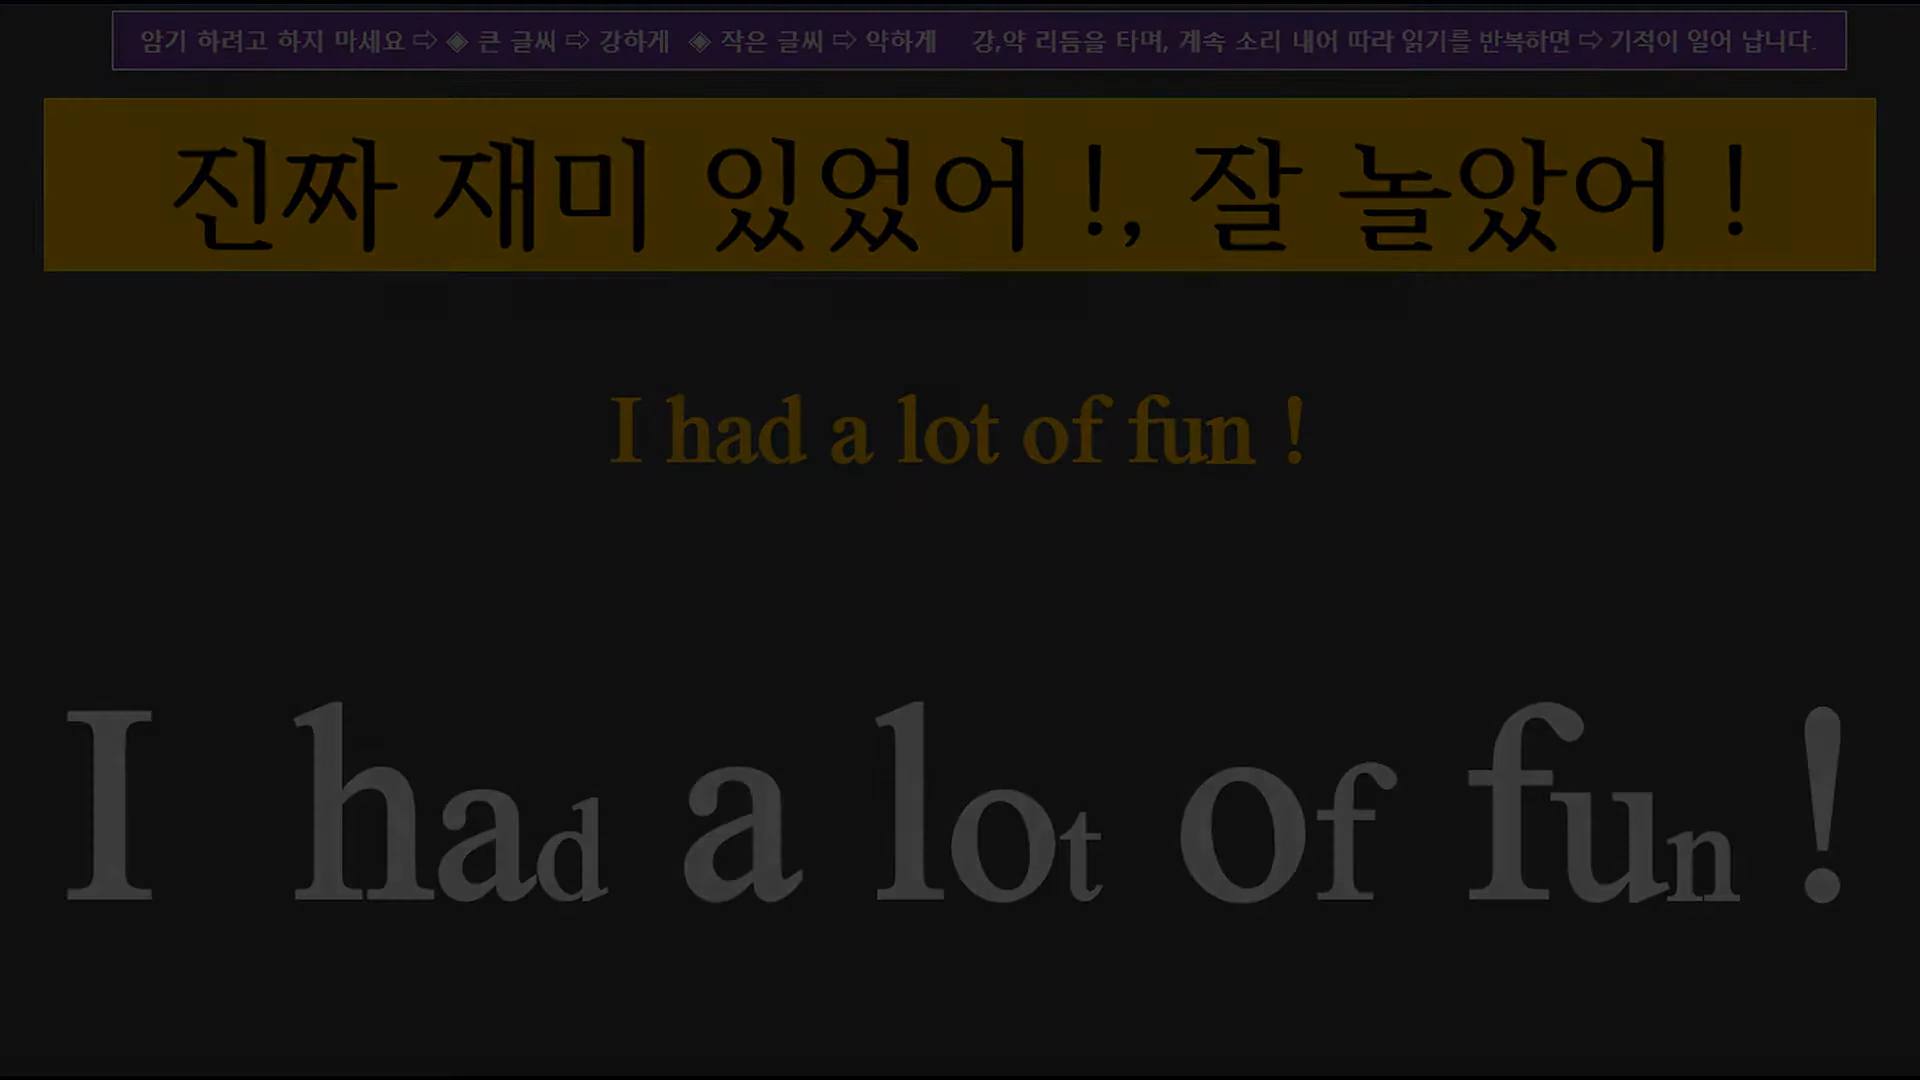 암기 하려고 하지 마세요 ⇨ ◈ 큰 글씨 ⇨ 강하게 ◈ 작은 글씨 ⇨ 약하게 강,약 리듬을 타며, 계속 소리 내어 따라 읽기를 반복하면 ⇨ 기적이 일어 납니다.
진짜 재미 있었어 !, 잘 놀았어 !
I had a lot of fun !
I had a lot of fun !